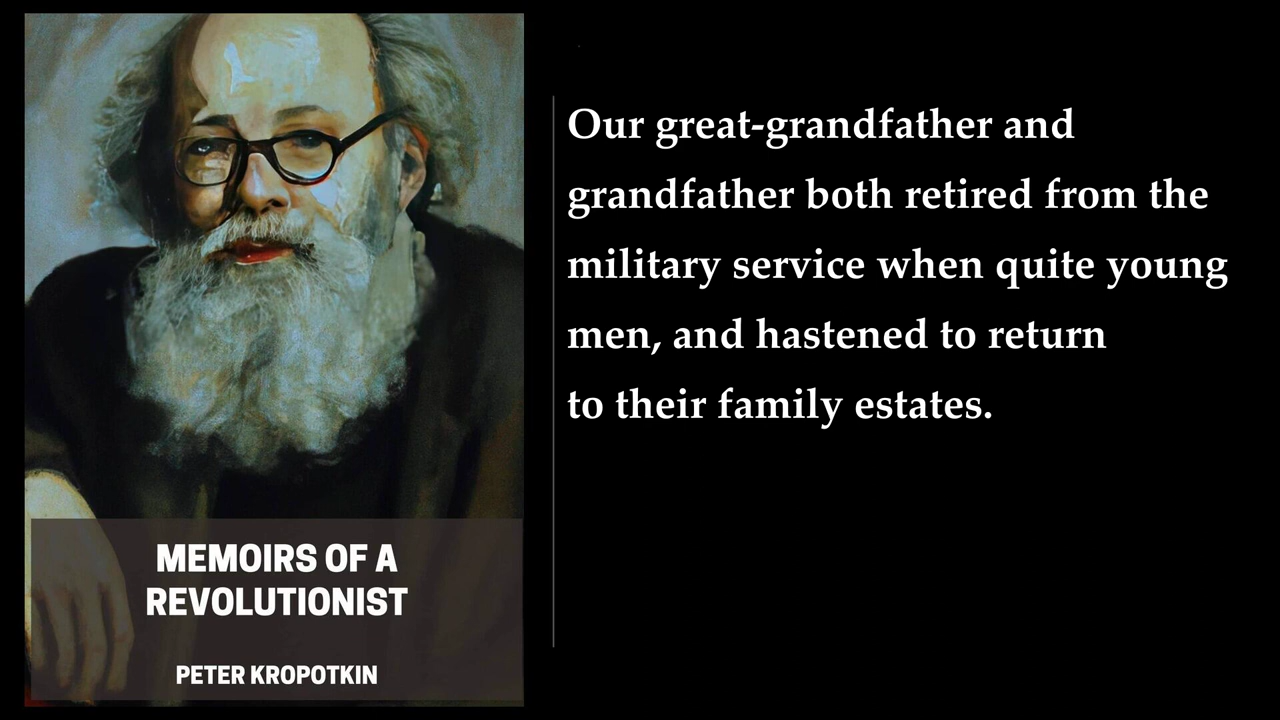 Our great-grandfather and
grandfather both retired from the
military service when quite young
men, and hastened to return
to their family estates.
MEMOIRS OF A
REVOLUTIONIST
PETER KROPOTKIN